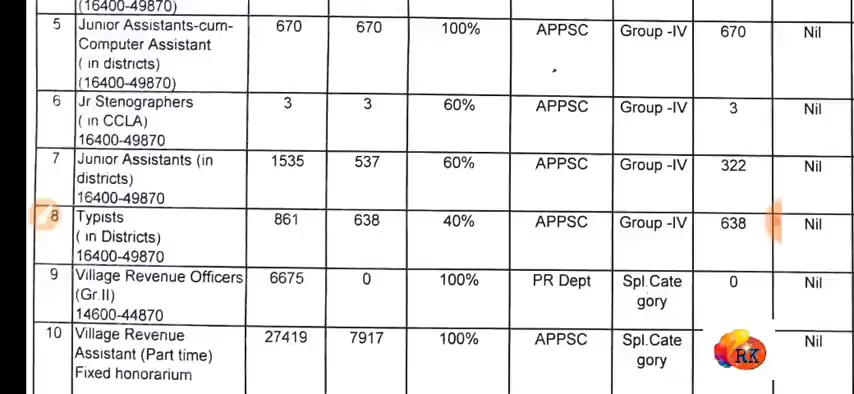 (16400-49870)
5 Junior Assistants-cum- 670 670 100% APPSC Group -IV 670 Nil
Computer Assistant
( in districts)
(16400-49870)
6 Jr Stenographers 3 3 60% APPSC Group -IV 3 Nil
( in CCLA)
16400-49870
7 Junior Assistants (in 1535 537 60% APPSC Group -IV 322 Nil
districts)
16400-49870
8 Typists 861 638 40% APPSC Group -IV 638 Nil
( in Districts)
16400-49870
9 Village Revenue Officers 6675 0 100% PR Dept Spl.Cate 0 Nil
(Gr.II) gory
14600-44870
10 Village Revenue 27419 7917 100% APPSC Spl.Cate Nil
Assistant (Part time) gory RK
Fixed honorarium